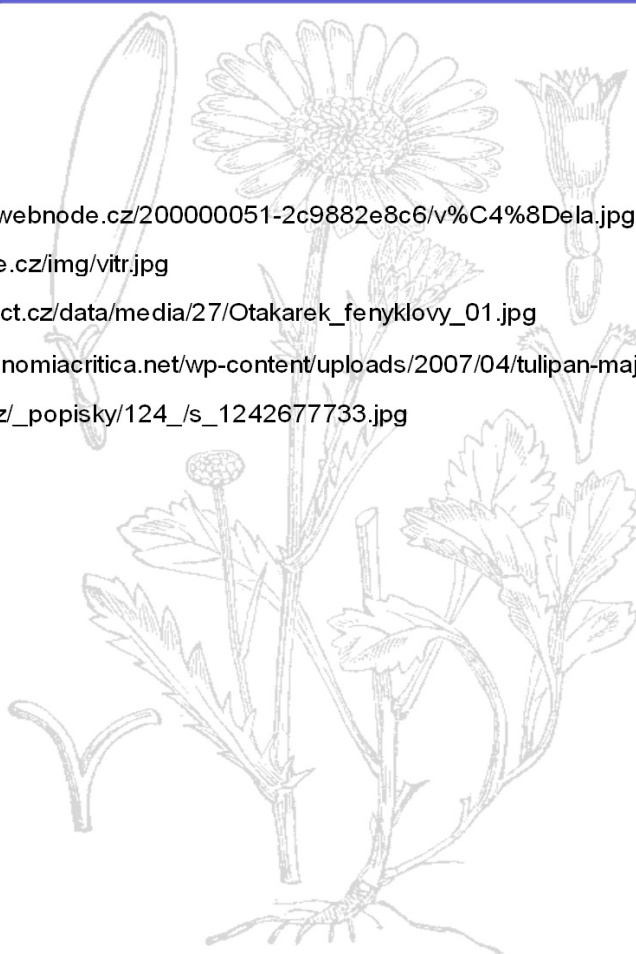 webnode.cz/200000051-2c9882e8c6/v%C4%8Dela.jpg
e.cz/img/vitr.jpg
ct.cz/data/media/27/Otakarek_fenyklovy_01.jpg
nomiacritica.net/wp-content/uploads/2007/04/tulipan-maj
z/_popisky/124_/s_1242677733.jpg